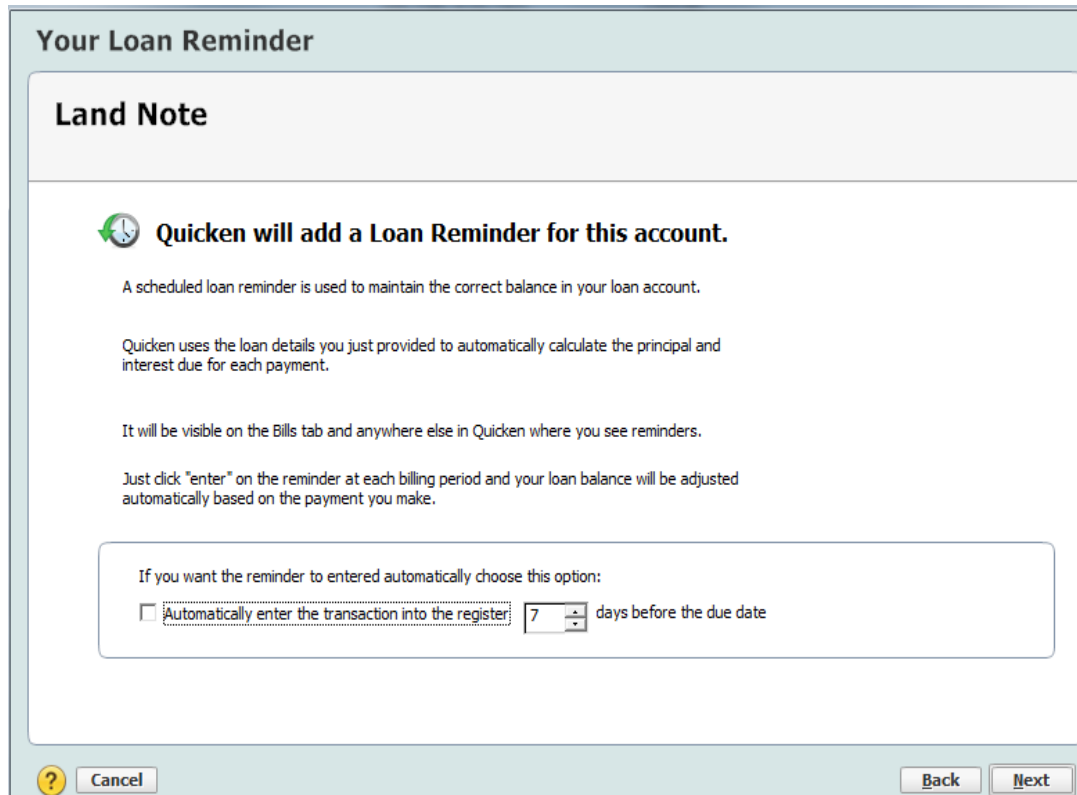 Your Loan Reminder
Land Note
Quicken will add a Loan Reminder for this account.
A scheduled loan reminder is used to maintain the correct balance in your loan account.
Quicken uses the loan details you just provided to automatically calculate the principal and
interest due for each payment.
It will be visible on the Bills tab and anywhere else in Quicken where you see reminders.
Just click "enter" on the reminder at each billing period and your loan balance will be adjusted
automatically based on the payment you make.
If you want the reminder to entered automatically choose this option:
Automatically enter the transaction into the register 7 days before the due date
? Cancel Back Next